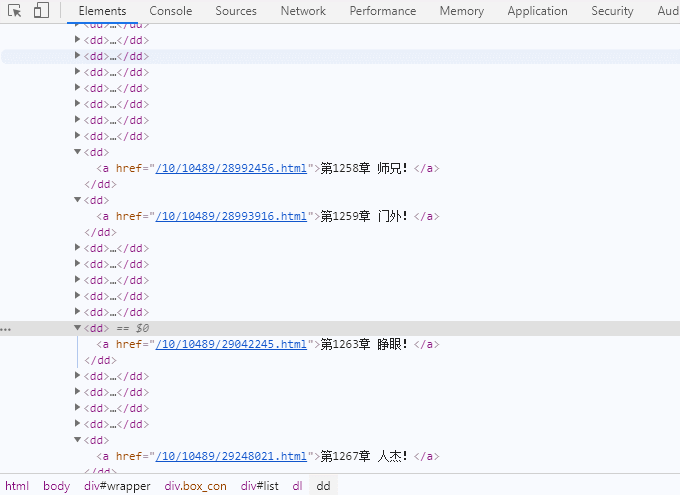 Elements Console Sources Network Performance Memory Application Security Aud
<dd>…</dd>
<dd>…</dd>
<dd>…</dd>
<dd>…</dd>
<dd>…</dd>
<dd>…</dd>
<dd>…</dd>
<dd>…</dd>
<dd>
<a href="/10/10489/28992456.html">第1258章 师兄！</a>
</dd>
<dd>
<a href="/10/10489/28993916.html">第1259章 门外！</a>
</dd>
<dd>…</dd>
<dd>…</dd>
<dd>…</dd>
<dd>…</dd>
<dd>…</dd>
… <dd> == $0
<a href="/10/10489/29042245.html">第1263章 睁眼！</a>
</dd>
<dd>…</dd>
<dd>…</dd>
<dd>…</dd>
<dd>…</dd>
<dd>
<a href="/10/10489/29248021.html">第1267章 人杰！</a>
</dd>
html body div#wrapper div.box_con div#list dl dd